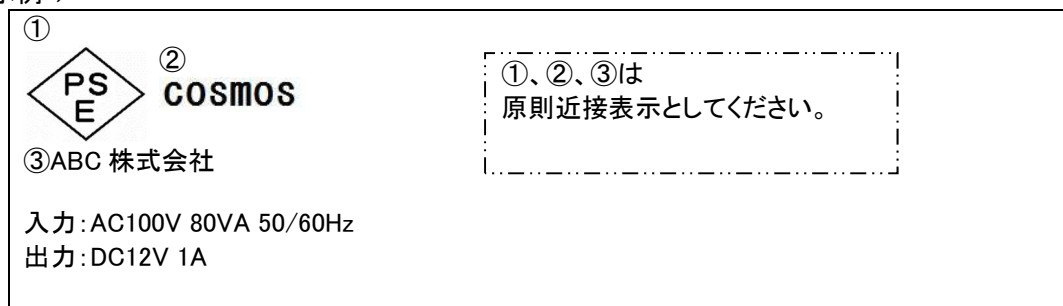 ①
PS
E
②
cosmos
③ABC 株式会社
①、②、③は
原則近接表示としてください。
入力：AC100V 80VA 50/60Hz
出力：DC12V 1A